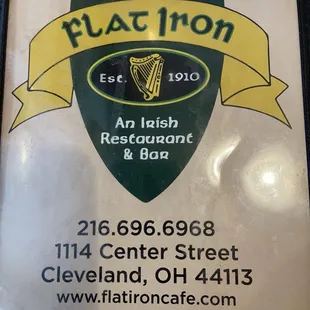 Flat Iron
Est. 1910
An Irish
Restaurant
& Bar
216.696.6968
1114 Center Street
Cleveland, OH 44113
www.flatironcafe.com